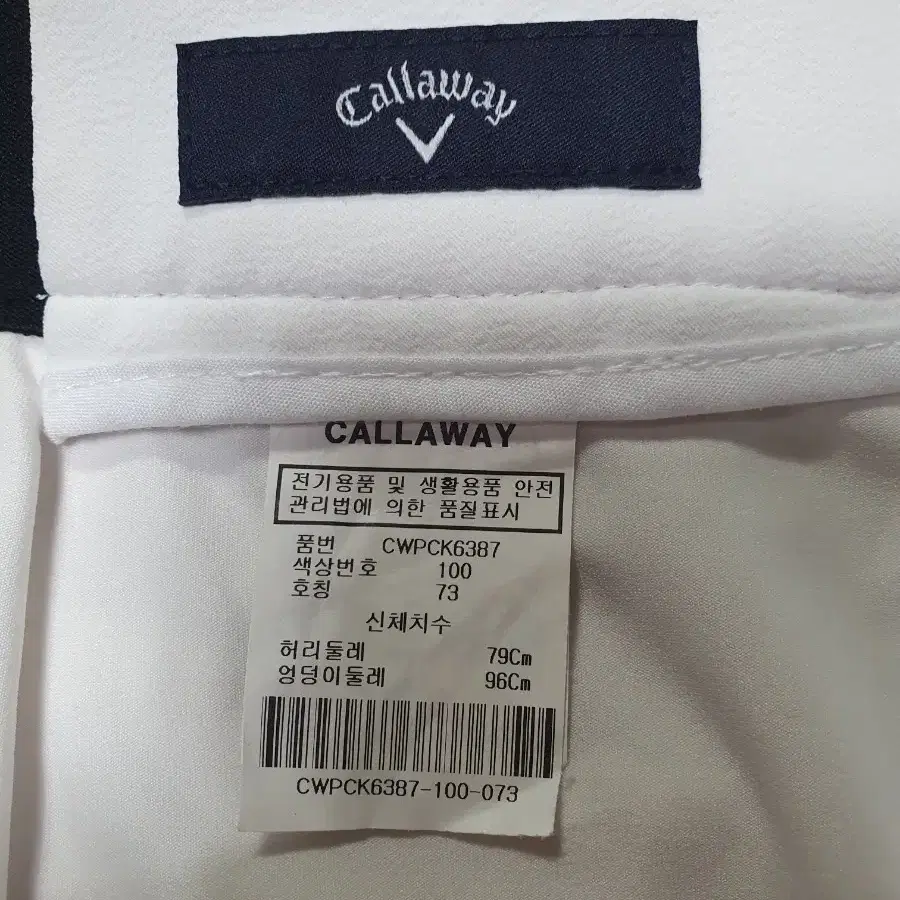 Callaway
CALLAWAY
전기용품 및 생활용품 안전
관리법에 의한 품질표시
품번 CWPCK6387
색상번호 100
호칭 73
신체치수
허리둘레 79Cm
엉덩이둘레 96Cm
CWPCK6387-100-073